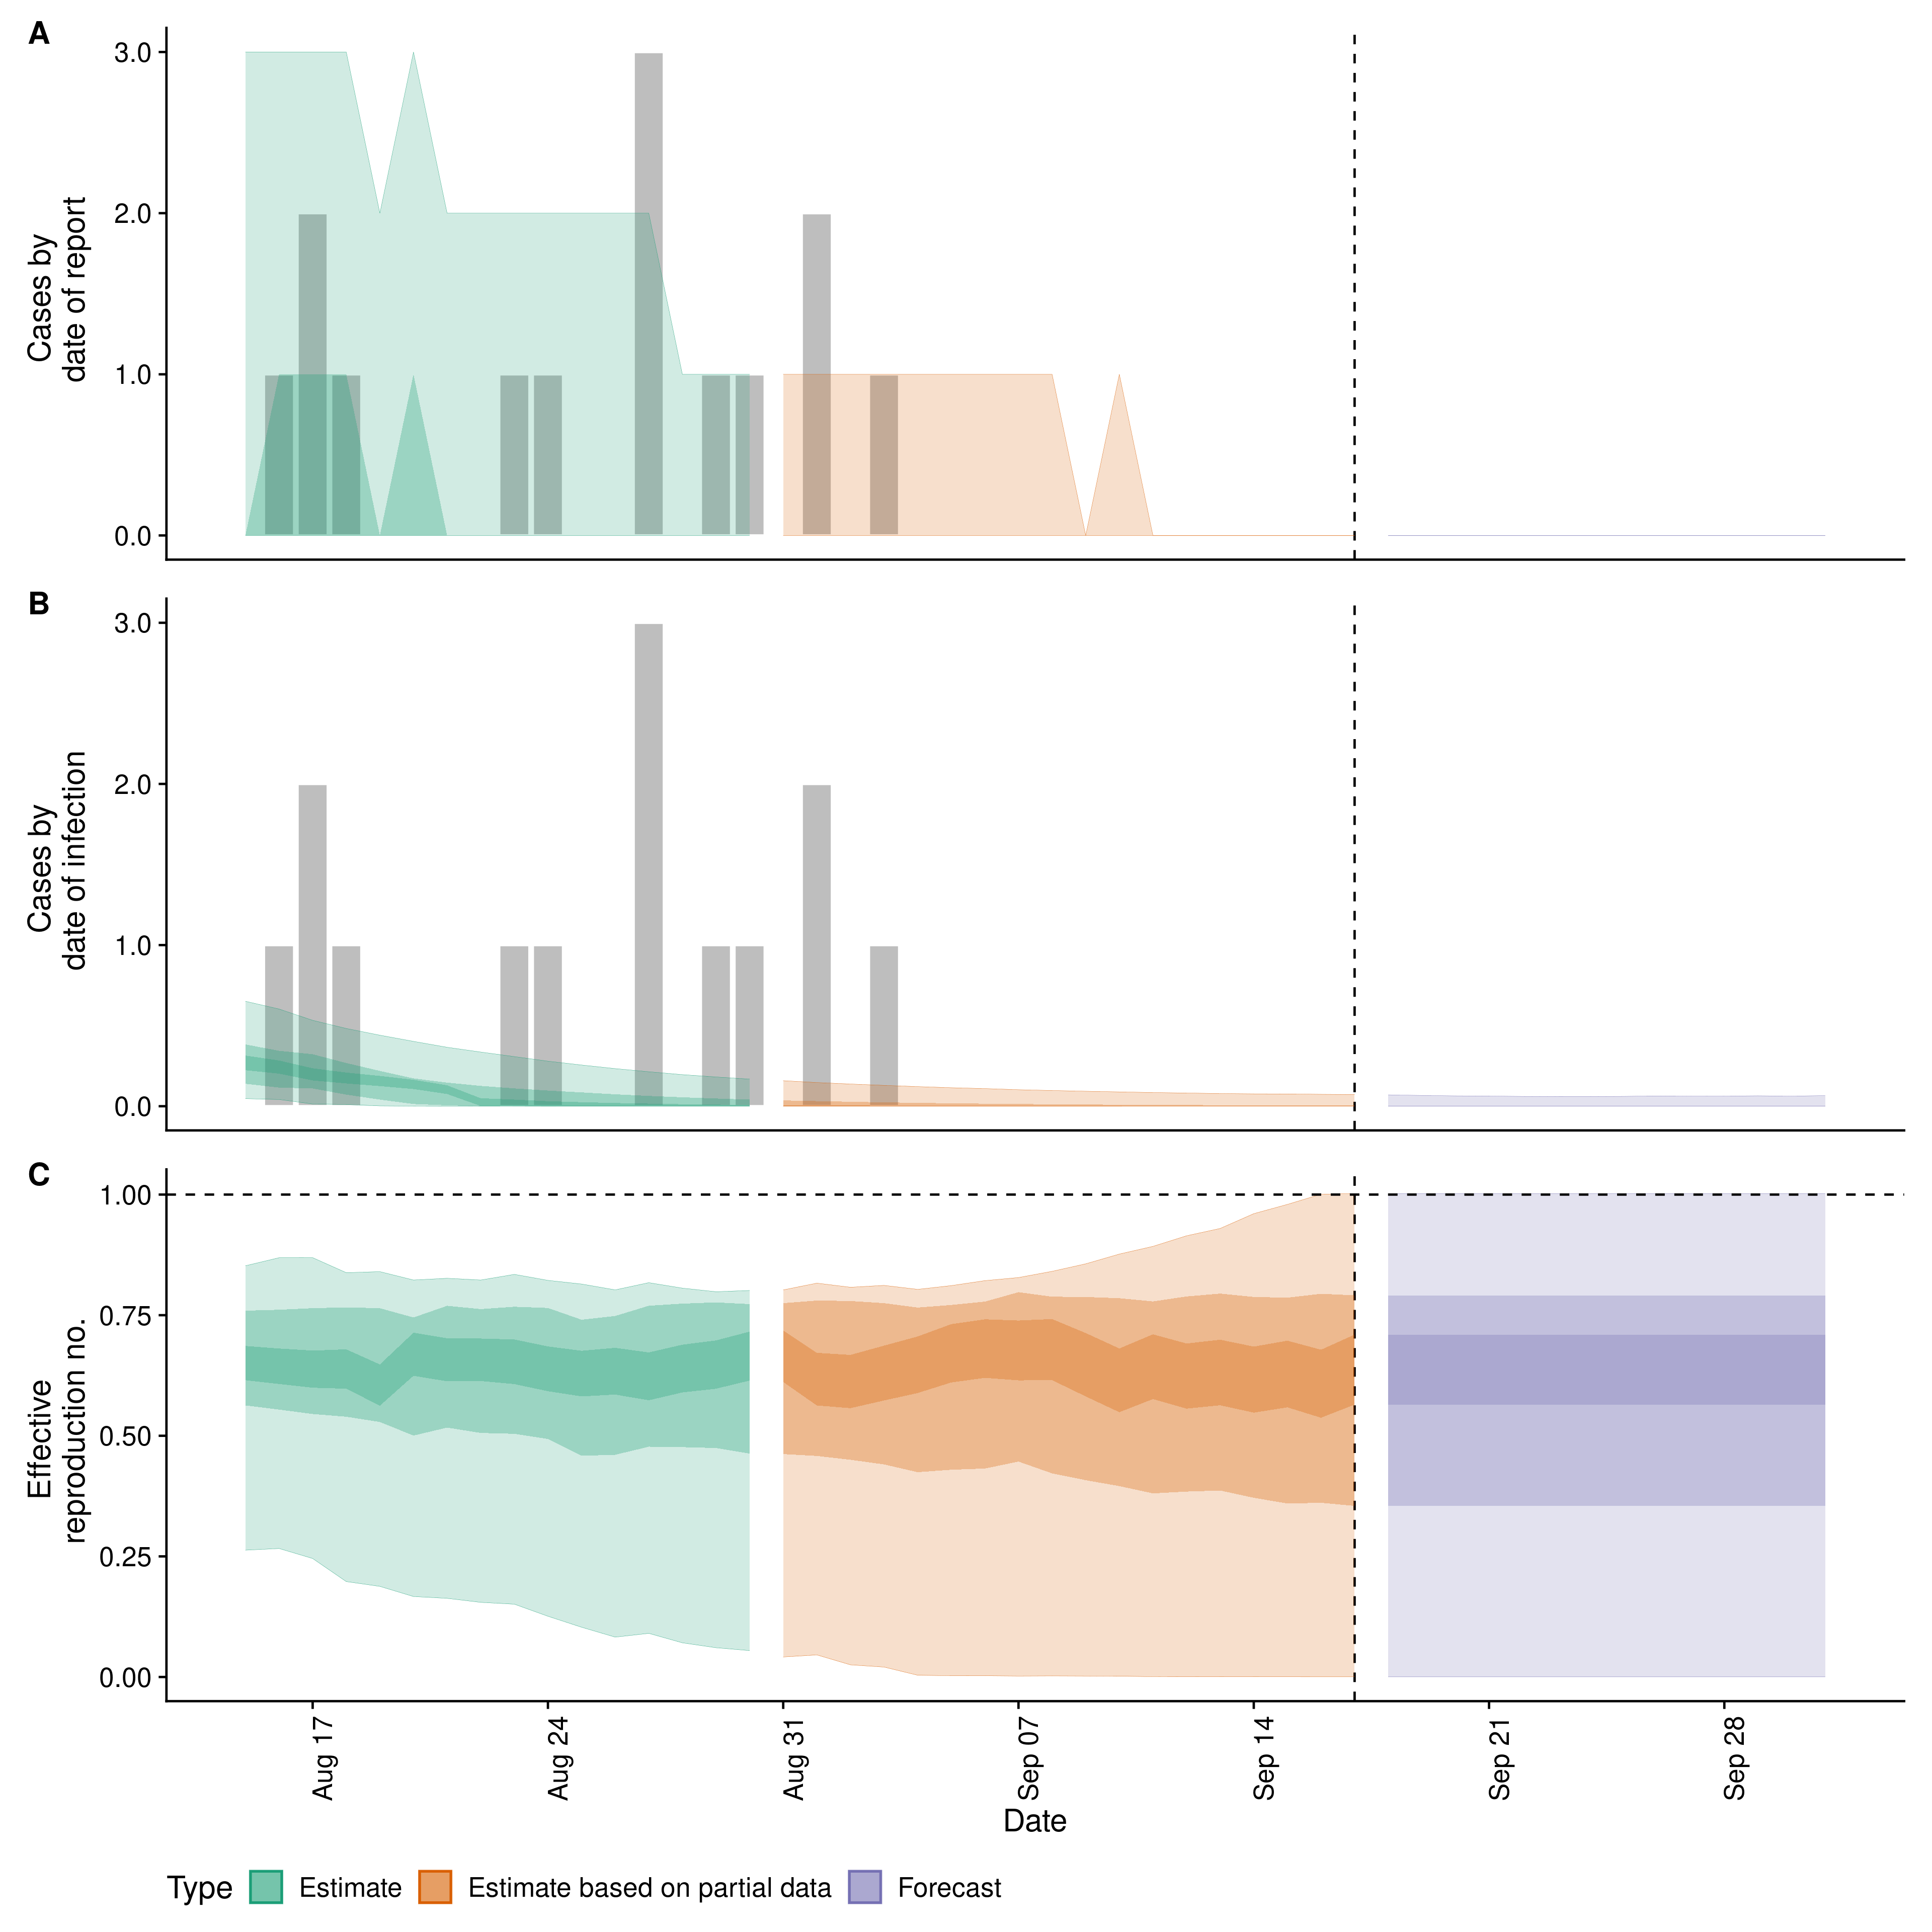 A
Cases by
date of report
3.0
2.0
1.0
0.0
B
Cases by
date of infection
3.0
2.0
1.0
0.0
C
Effective
reproduction no.
1.00
0.75
0.50
0.25
0.00
Aug 17
Aug 24
Aug 31
Sep 07
Sep 14
Sep 21
Sep 28
Date
Type Estimate Estimate based on partial data Forecast